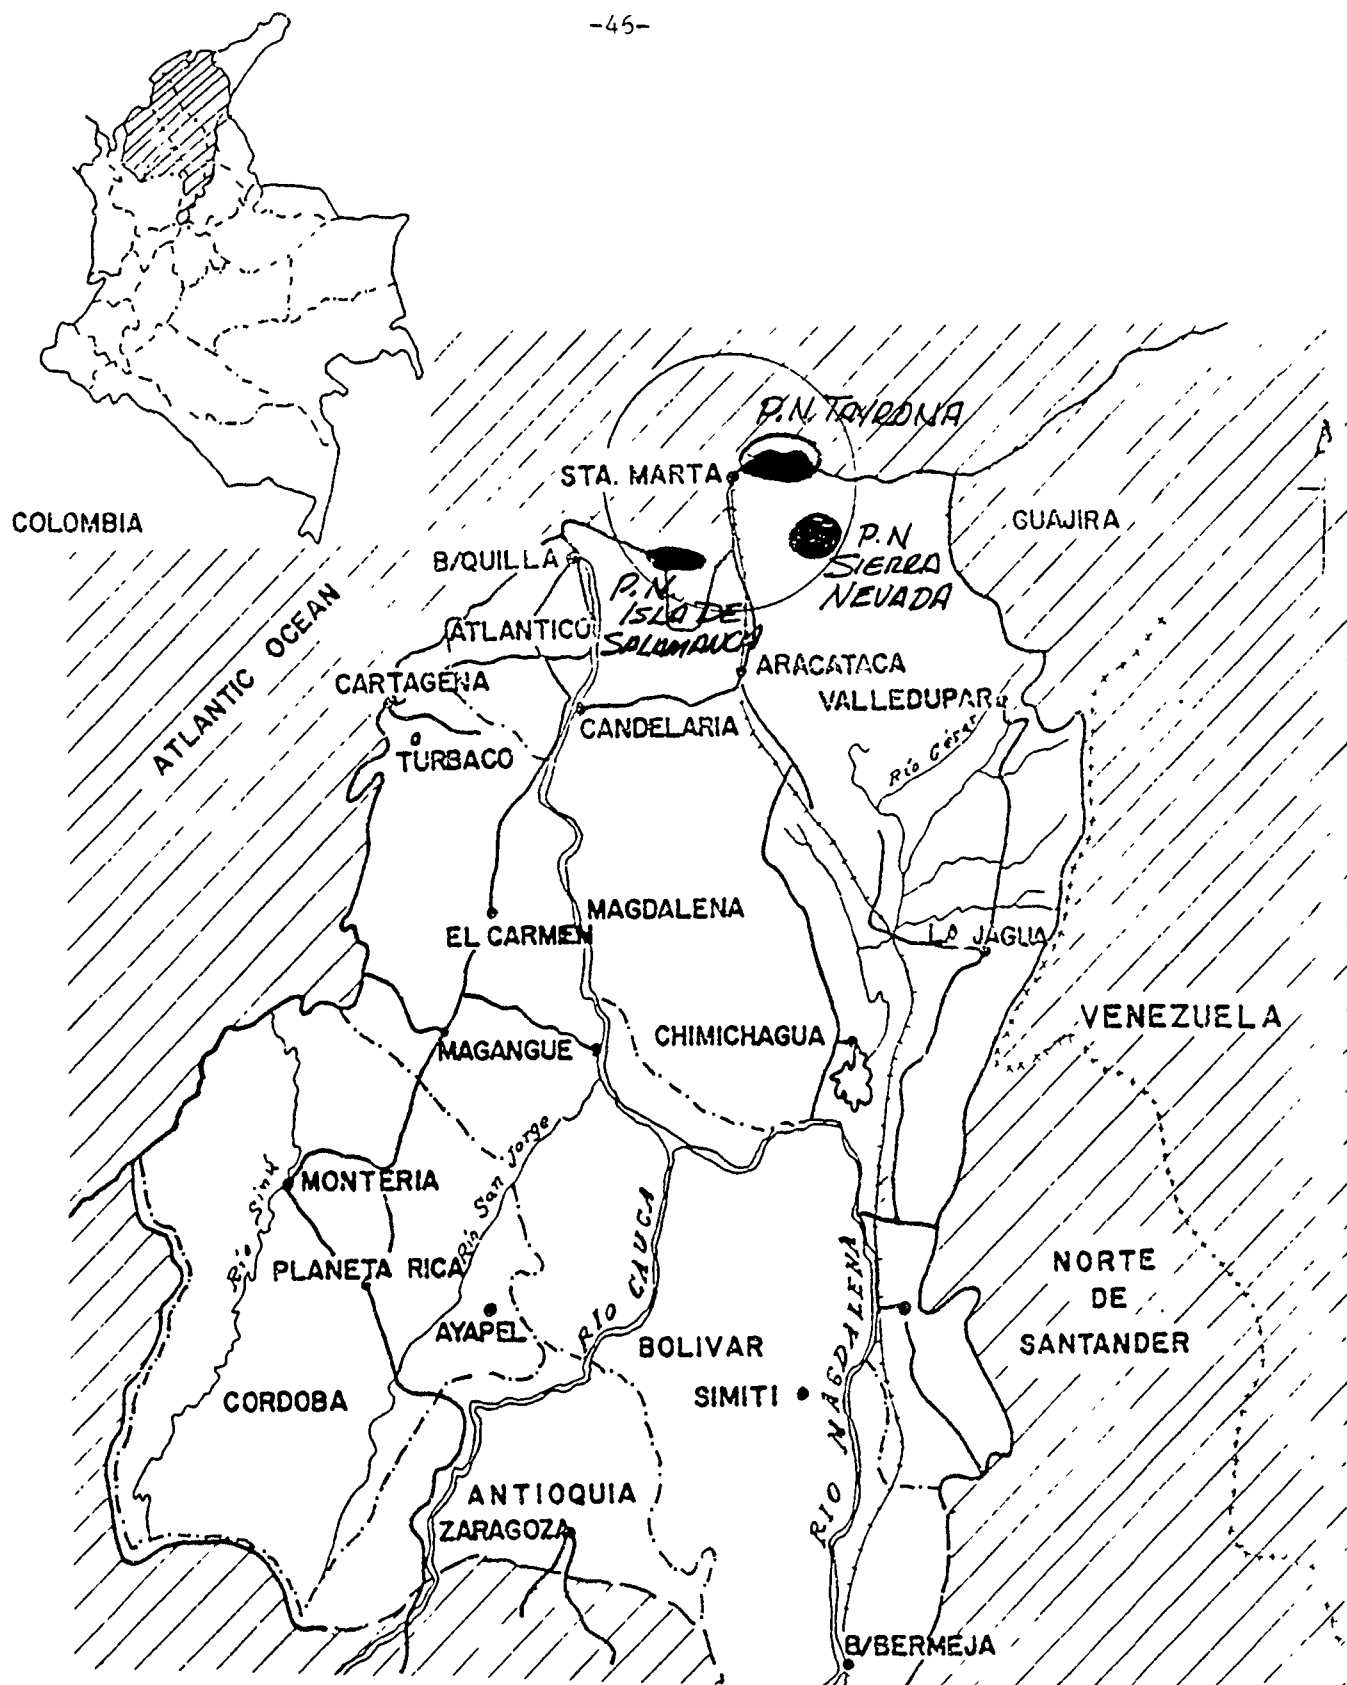 -45-
COLOMBIA
ATLANTIC OCEAN
P.N. TAYRONA
STA. MARTA
GUAJIRA
P.N
SIERRA
NEVADA
B/QUILLA
P.N.
ISLA DE
SALAMANCA
ATLANTICO
ARACATACA
CARTAGENA
VALLEDUPAR
CANDELARIA
TURBACO
Río César
MAGDALENA
EL CARMEN
LA JAGUA
VENEZUELA
CHIMICHAGUA
MAGANGUE
Río San Jorge
MONTERIA
Río Sinú
RIO CAUCA
PLANETA RICA
NORTE
DE
SANTANDER
AYAPEL
BOLIVAR
RIO MAGDALENA
SIMITI
CORDOBA
ANTIOQUIA
ZARAGOZA
B/BERMEJA